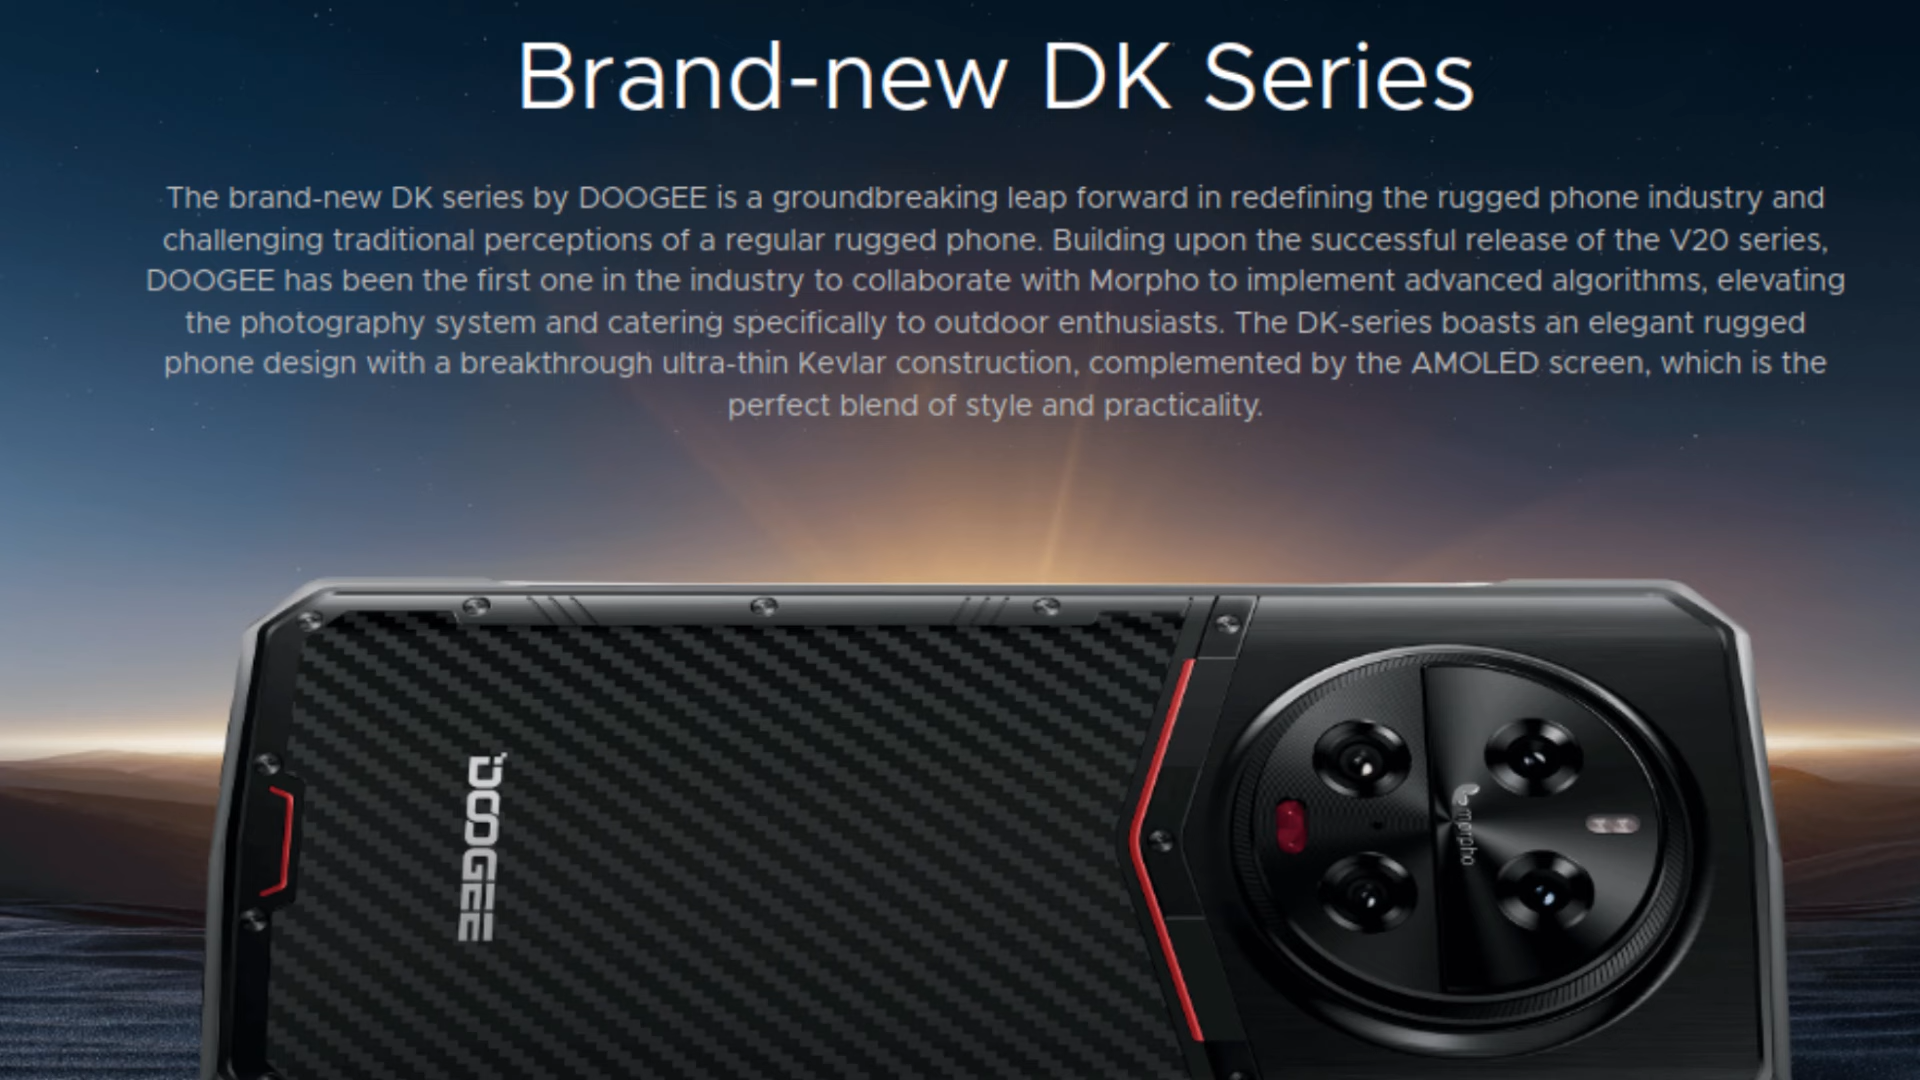 Brand-new DK Series
The brand-new DK series by DOOGEE is a groundbreaking leap forward in redefining the rugged phone industry and
challenging traditional perceptions of a regular rugged phone. Building upon the successful release of the V20 series,
DOOGEE has been the first one in the industry to collaborate with Morpho to implement advanced algorithms, elevating
the photography system and catering specifically to outdoor enthusiasts. The DK-series boasts an elegant rugged
phone design with a breakthrough ultra-thin Kevlar construction, complemented by the AMOLED screen, which is the
perfect blend of style and practicality.
DOOGEE
morpho